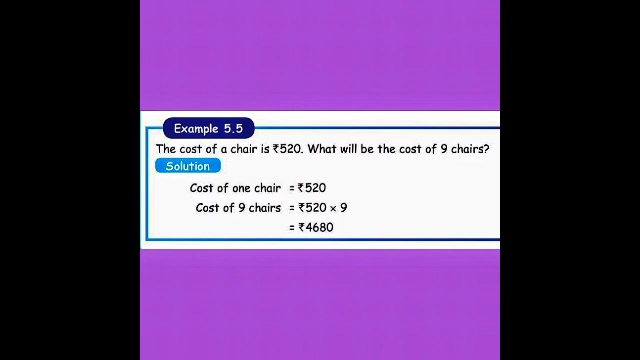 Example 5.5
The cost of a chair is ₹520. What will be the cost of 9 chairs?
Solution
Cost of one chair = ₹520
Cost of 9 chairs = ₹520 × 9
= ₹4680